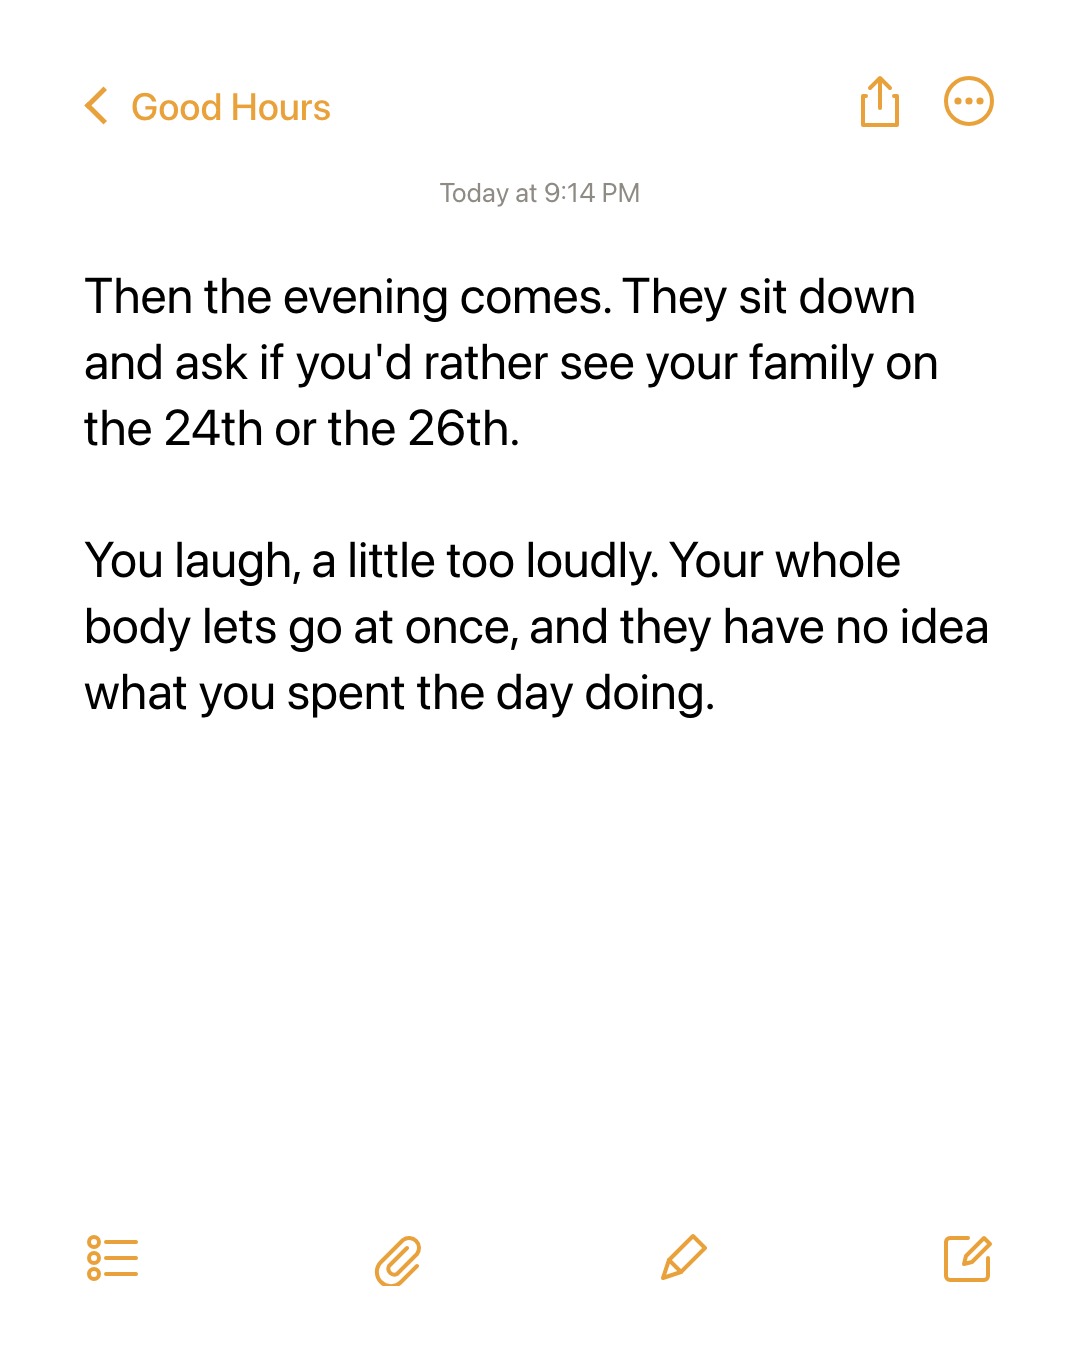 Good Hours
Today at 9:14 PM
Then the evening comes. They sit down
and ask if you'd rather see your family on
the 24th or the 26th.
You laugh, a little too loudly. Your whole
body lets go at once, and they have no idea
what you spent the day doing.